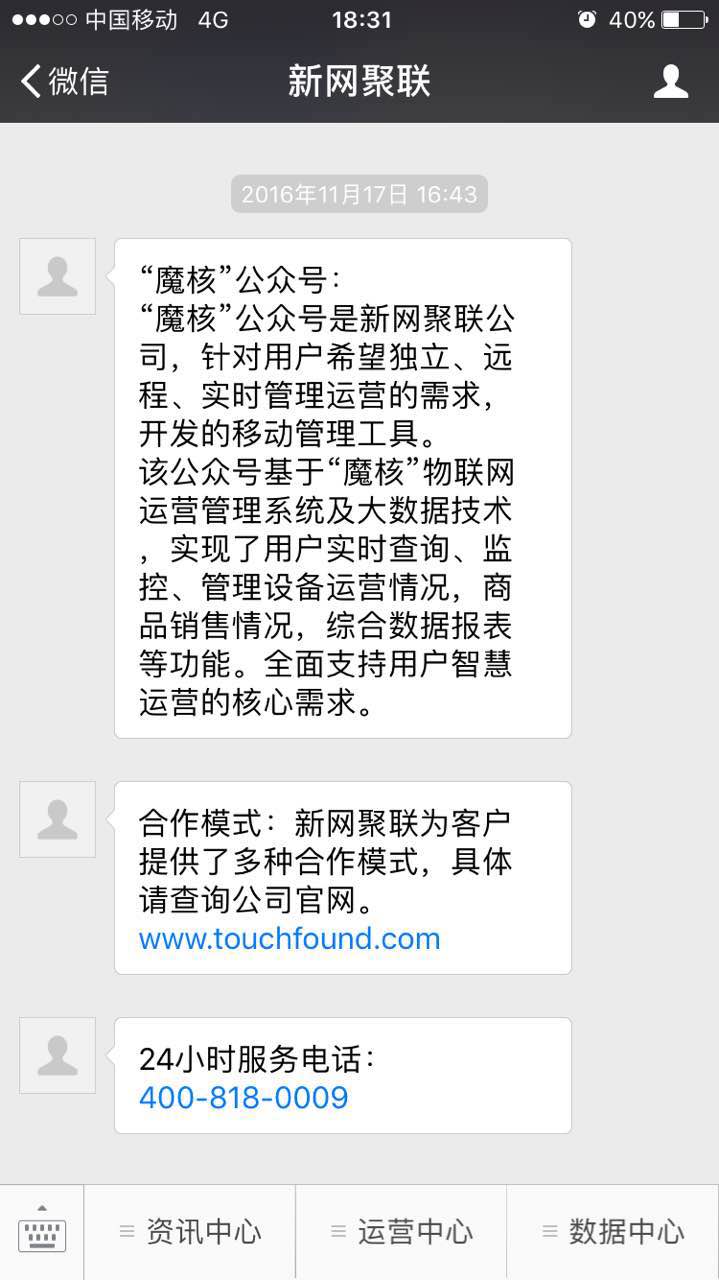 中国移动 4G 18:31 40%
微信 新网聚联
2016年11月17日 16:43
“魔核”公众号：
“魔核”公众号是新网聚联公
司，针对用户希望独立、远
程、实时管理运营的需求，
开发的移动管理工具。
该公众号基于“魔核”物联网
运营管理系统及大数据技术
，实现了用户实时查询、监
控、管理设备运营情况，商
品销售情况，综合数据报表
等功能。全面支持用户智慧
运营的核心需求。
合作模式：新网聚联为客户
提供了多种合作模式，具体
请查询公司官网。
www.touchfound.com
24小时服务电话：
400-818-0009
资讯中心 运营中心 数据中心